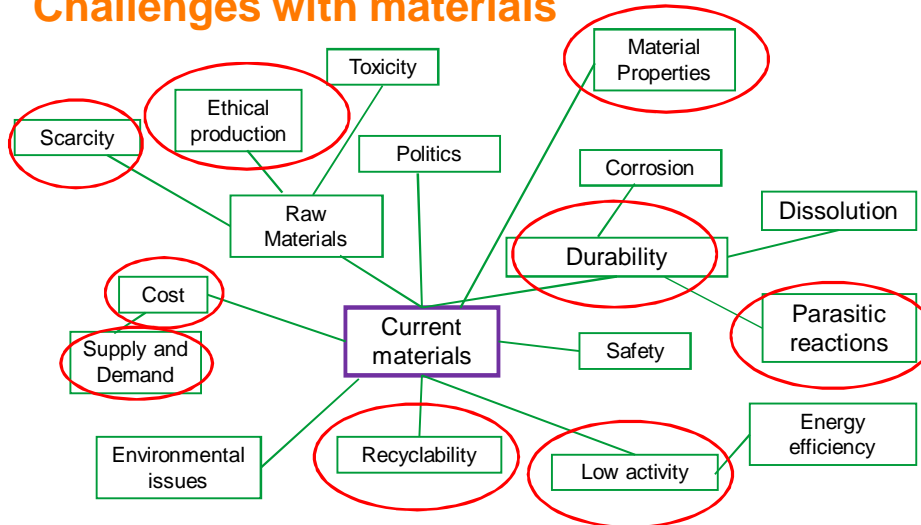 Challenges with materials
Toxicity
Material
Properties
Ethical
production
Scarcity
Politics
Corrosion
Raw
Materials
Dissolution
Durability
Cost
Parasitic
reactions
Current
materials
Supply and
Demand
Safety
Energy
efficiency
Environmental
issues
Recyclability
Low activity